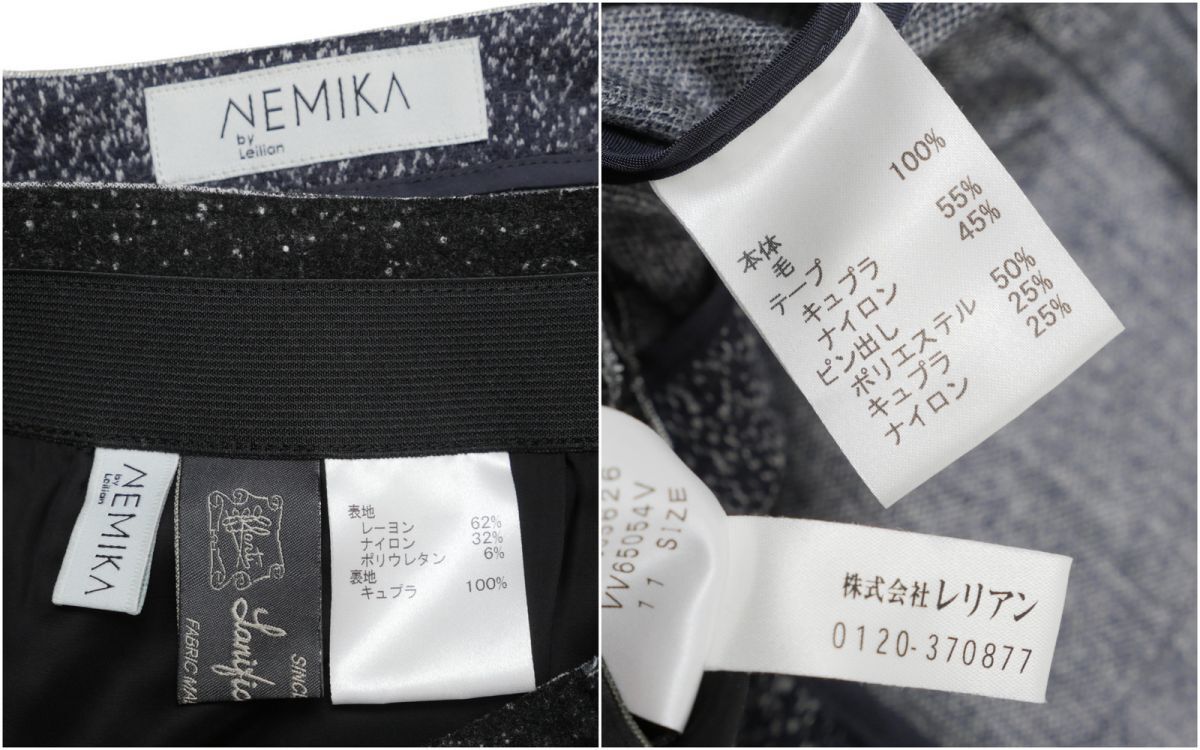 NEMIKA
by
Leilian
NEMIKA
by
Leilian
FABRIC
SINC
表地
レーヨン 62%
ナイロン 32%
ポリウレタン 6%
裏地
キュプラ 100%
本体
毛 100%
テープ
キュプラ 55%
ナイロン 45%
ピン出し
ポリエステル 50%
キュプラ 25%
ナイロン 25%
VV65054V
11 SIZE
株式会社レリアン
0120-370877